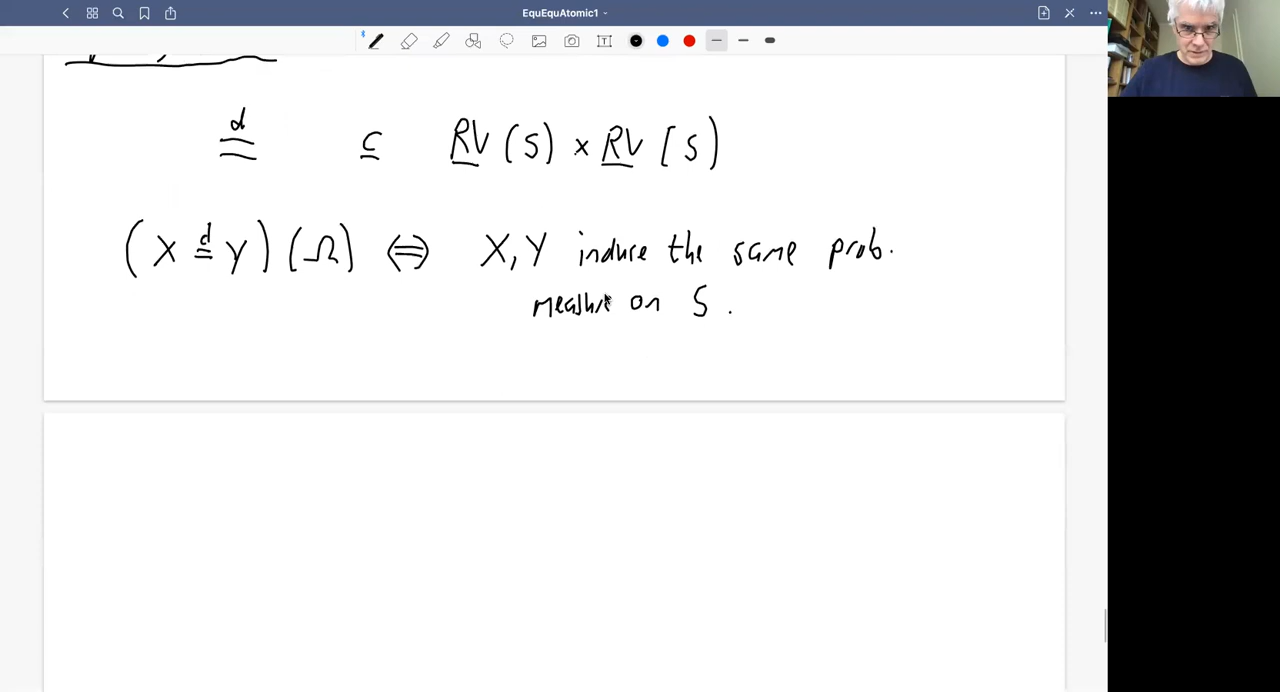 EquEquAtomic1
d
= ⊆ RV(S) × RV[S)
(X d= Y)(Ω) ⇔ X, Y induce the same prob.
measure on S.